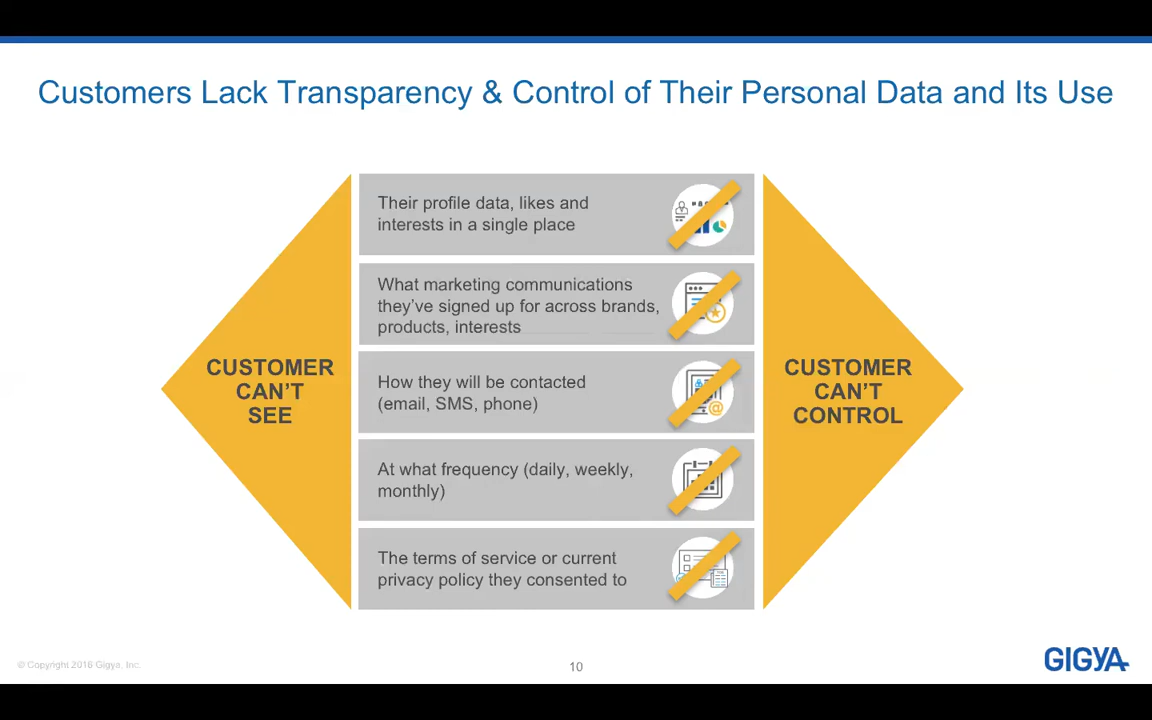 Customers Lack Transparency & Control of Their Personal Data and Its Use
CUSTOMER
CAN'T
SEE
Their profile data, likes and
interests in a single place
What marketing communications
they've signed up for across brands,
products, interests
How they will be contacted
(email, SMS, phone)
At what frequency (daily, weekly,
monthly)
The terms of service or current
privacy policy they consented to
@
CUSTOMER
CAN'T
CONTROL
© Copyright 2016 Gigya, Inc.
10
GIGYA